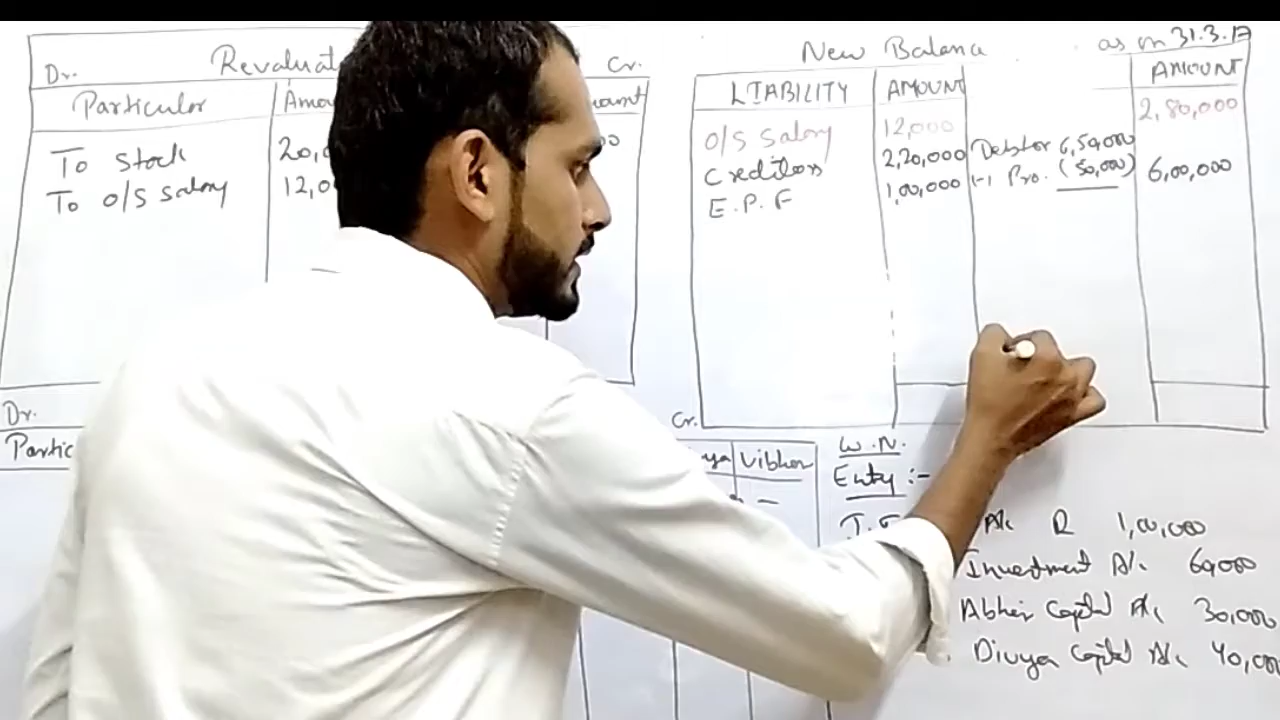 Dr.
Revaluat
Cr.
Particular
Amou
ount
To Stock
20,0
To O/S Salary
12,0
Dr.
Partic
Cr.
ya
Vibhor
New Balance
as on 31.3.17
LIABILITY
AMOUNT
AMOUNT
O/S Salary
12,000
2,80,000
Creditors
2,20,000
Debtor 6,50,000
E.P.F
1,00,000
(-) Pro. (50,000)
6,00,000
W.N.
Entry :-
A/c D 1,00,000
Investment A/c 60,000
Abhir Capital A/c 30,000
Divya Capital A/c 40,000